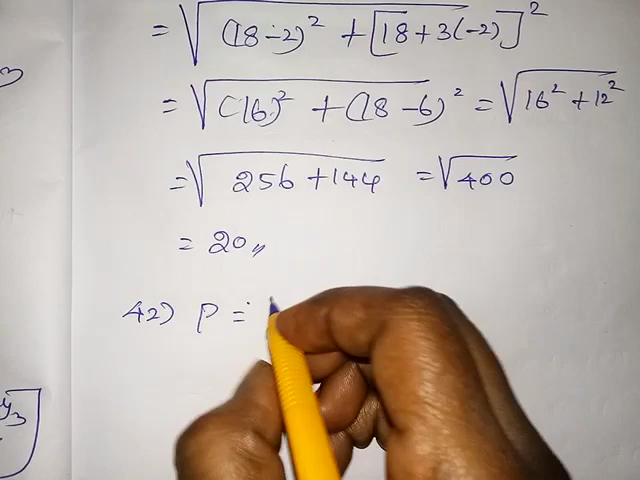 = √(18-2)² + [18+3(-2)]²
= √(16)² + (18-6)² = √16² + 12²
= √256 + 144 = √400
= 20,,
42) P =
y₃